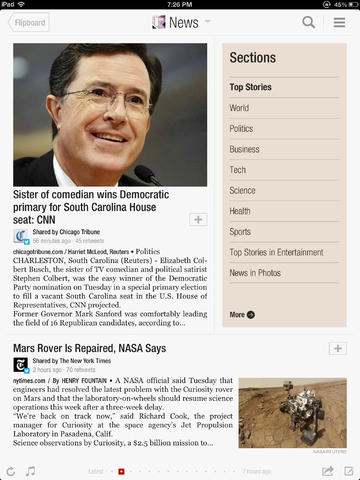 iPad 7:26 PM 45%
Flipboard News
Sections
Top Stories
World
Politics
Business
Tech
Science
Health
Sports
Top Stories in Entertainment
News in Photos
More
Sister of comedian wins Democratic
primary for South Carolina House
seat: CNN
Shared by Chicago Tribune
56 minutes ago · 45 retweets
chicagotribune.com / Harriet McLeod, Reuters • Politics
CHARLESTON, South Carolina (Reuters) - Elizabeth Col-
bert Busch, the sister of TV comedian and political satirist
Stephen Colbert, was the easy winner of the Democratic
Party nomination on Tuesday in a special primary election
to fill a vacant South Carolina seat in the U.S. House of
Representatives, CNN projected.
Former Governor Mark Sanford was comfortably leading
the field of 16 Republican candidates, according to...
Mars Rover Is Repaired, NASA Says
Shared by The New York Times
2 hours ago · 70 retweets
nytimes.com / By HENRY FOUNTAIN • A NASA official said Tuesday that
engineers had resolved the latest problem with the Curiosity rover
on Mars and that the laboratory-on-wheels should resume science
operations this week after a three-week delay.
“We’re back on track now,” said Richard Cook, the project
manager for Curiosity at the space agency’s Jet Propulsion
Laboratory in Pasadena, Calif.
Science observations by Curiosity, a $2.5 billion mission to...
NASA/REUTERS
Latest 7 hours ago